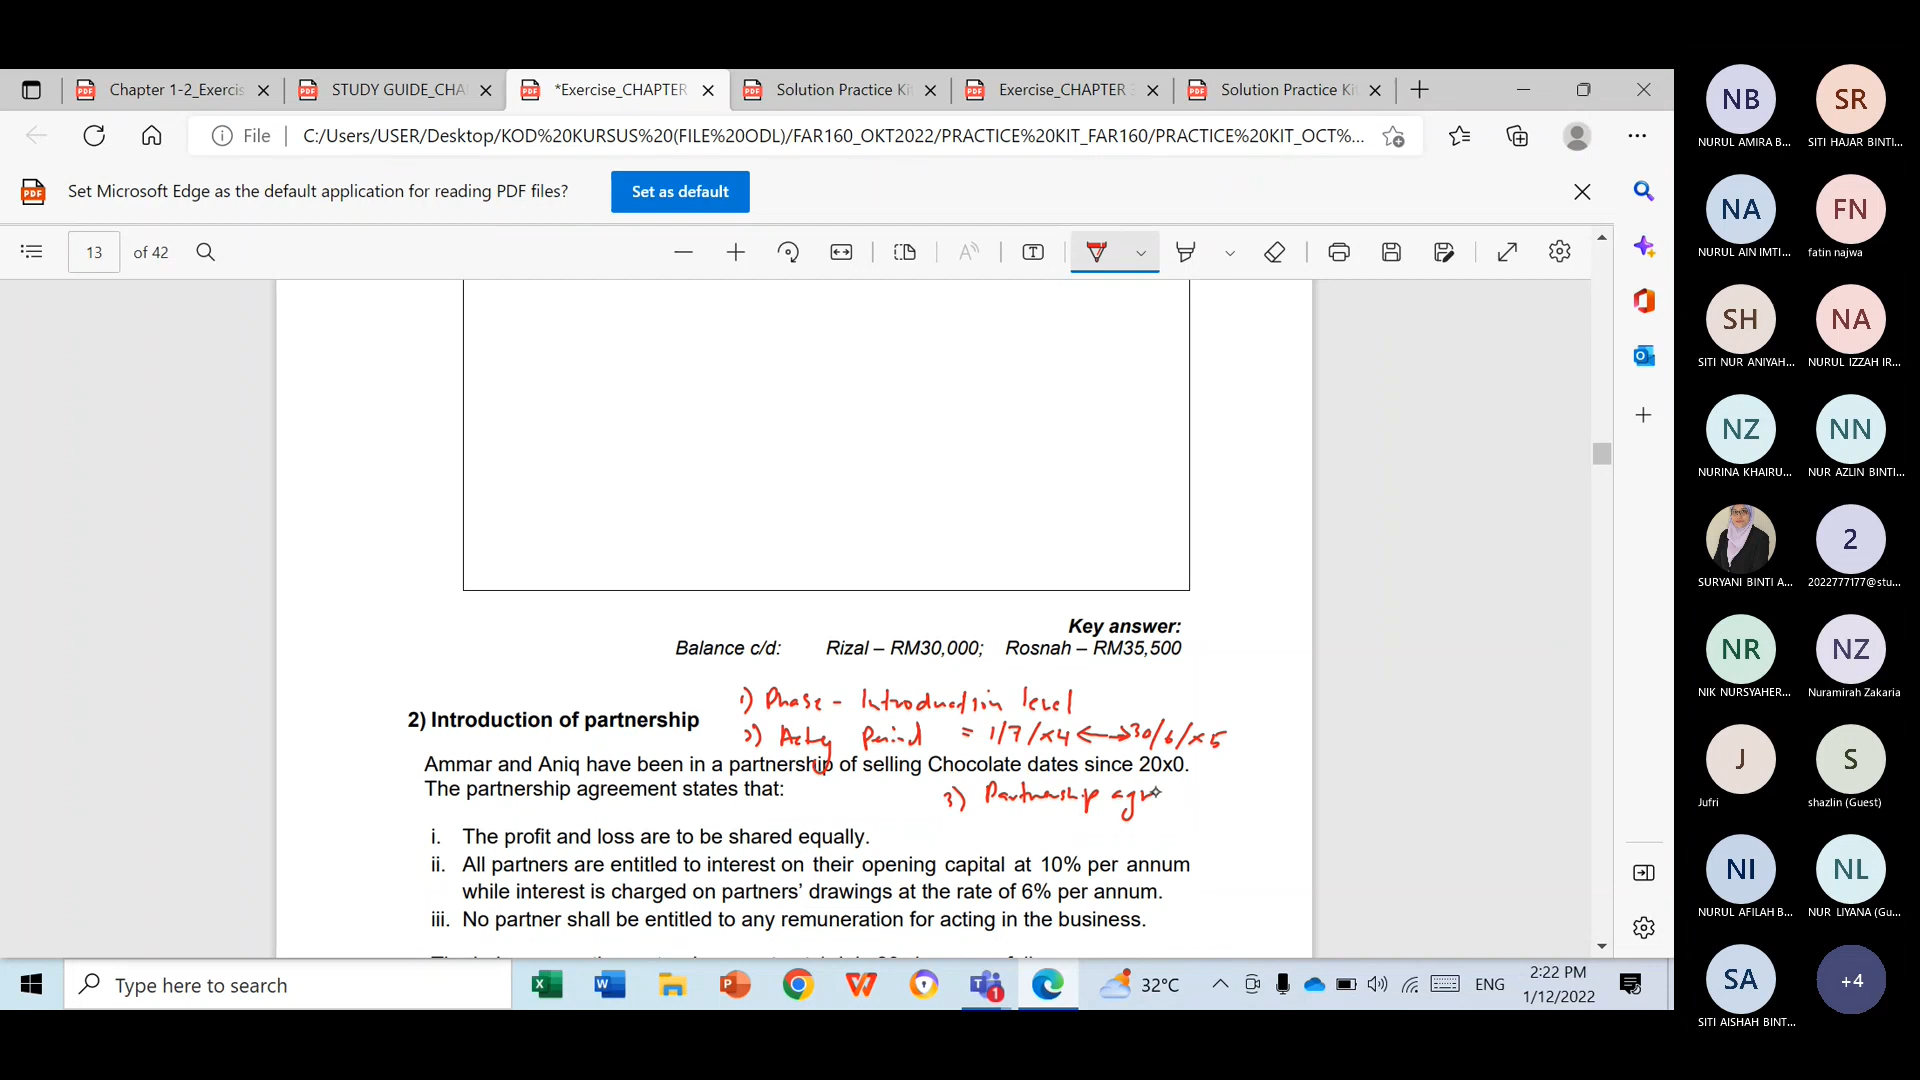 Chapter 1-2_Exercis
STUDY GUIDE_CHA
*Exercise_CHAPTER
Solution Practice Ki
Exercise_CHAPTER 3
Solution Practice Ki
File
C:/Users/USER/Desktop/KOD%20KURSUS%20(FILE%20ODL)/FAR160_OKT2022/PRACTICE%20KIT_FAR160/PRACTICE%20KIT_OCT%...
Set Microsoft Edge as the default application for reading PDF files?
Set as default
13 of 42
Key answer:
Balance c/d: Rizal – RM30,000; Rosnah – RM35,500
1) Phase - Introduction level
2) Introduction of partnership
2) Acty Period = 1/7/x4 <--> 30/6/x5
Ammar and Aniq have been in a partnership of selling Chocolate dates since 20x0.
The partnership agreement states that:
3) Partnership agr
i. The profit and loss are to be shared equally.
ii. All partners are entitled to interest on their opening capital at 10% per annum
while interest is charged on partners' drawings at the rate of 6% per annum.
iii. No partner shall be entitled to any remuneration for acting in the business.
Type here to search
1
32°C
ENG
2:22 PM
1/12/2022
NB
NURUL AMIRA B...
SR
SITI HAJAR BINTI...
NA
NURUL AIN IMTI...
FN
fatin najwa
SH
SITI NUR ANIYAH...
NA
NURUL IZZAH IR...
NZ
NURINA KHAIRU...
NN
NUR AZLIN BINTI...
SURYANI BINTI A...
2
2022777177@stu...
NR
NIK NURSYAHER...
NZ
Nuramirah Zakaria
J
Jufri
S
shazlin (Guest)
NI
NURUL AFILAH B...
NL
NUR LIYANA (Gu...
SA
SITI AISHAH BINT...
+4